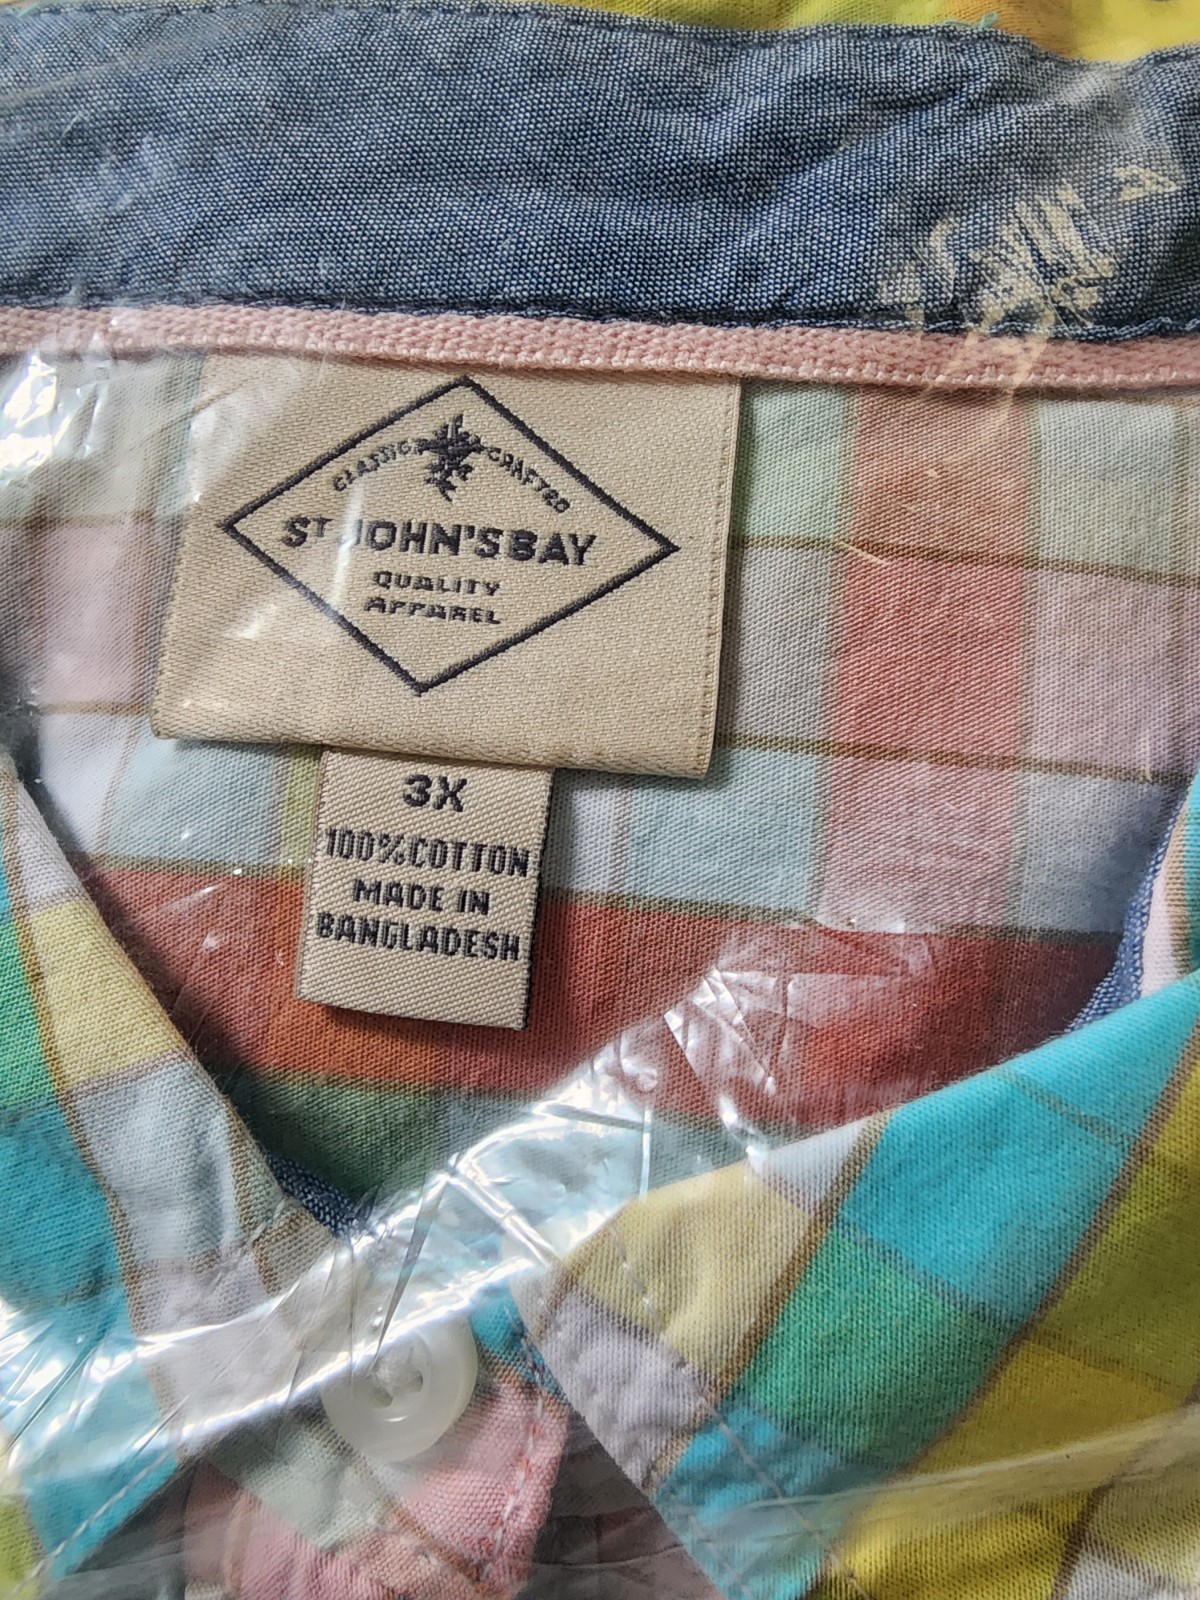 CLASSIC CRAFTED
ST JOHN'S BAY
QUALITY
APPAREL
3X
100% COTTON
MADE IN
BANGLADESH